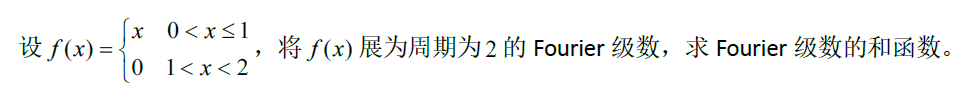 设 f(x) = { x  0 < x ≤ 1
0  1 < x < 2 ，将 f(x) 展为周期为 2 的 Fourier 级数，求 Fourier 级数的和函数。